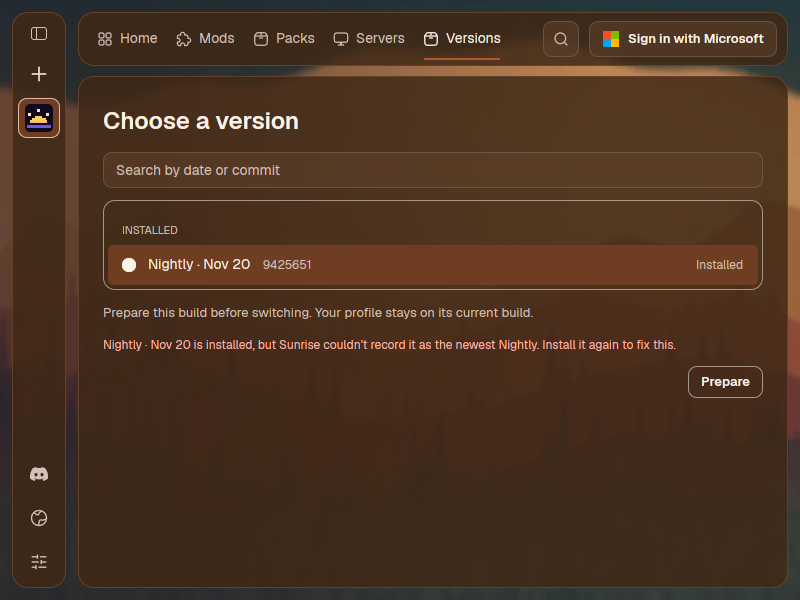 Home
Mods
Packs
Servers
Versions
Sign in with Microsoft
Choose a version
Search by date or commit
INSTALLED
Nightly · Nov 20 9425651 Installed
Prepare this build before switching. Your profile stays on its current build.
Nightly · Nov 20 is installed, but Sunrise couldn't record it as the newest Nightly. Install it again to fix this.
Prepare